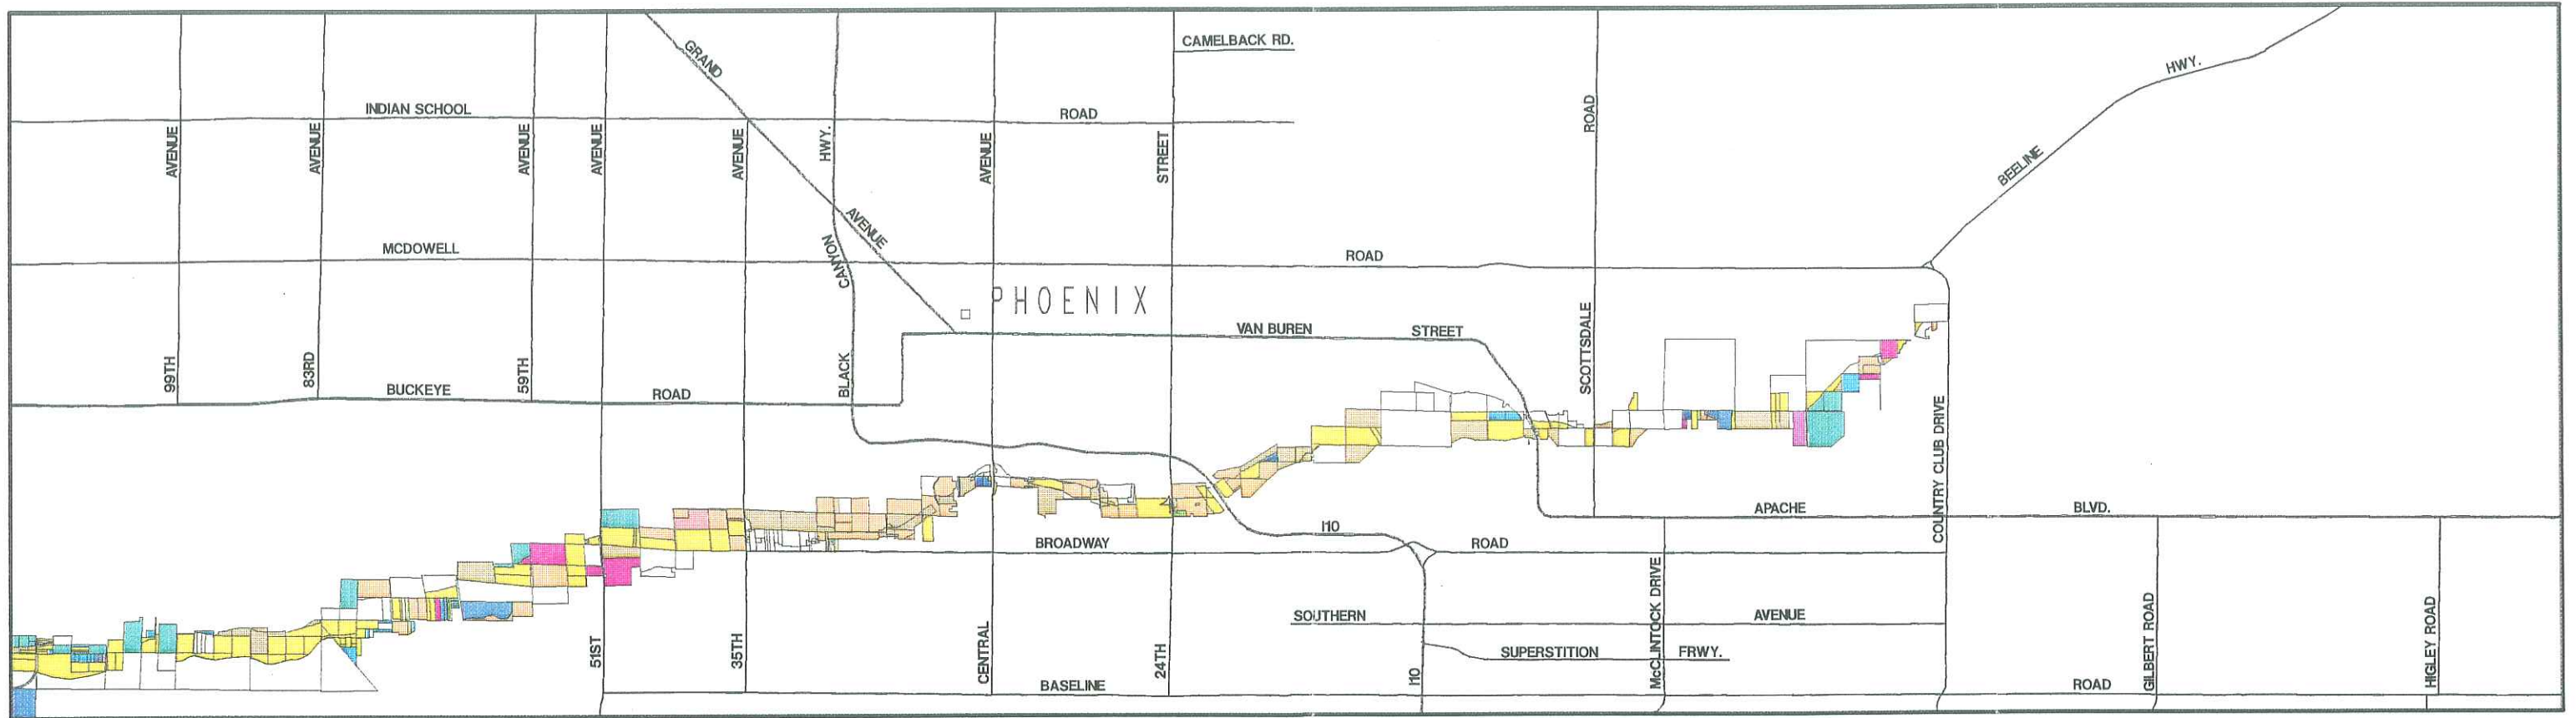 CAMELBACK RD.
GRAND
HWY.
INDIAN SCHOOL
ROAD
ROAD
AVENUE
AVENUE
AVENUE
AVENUE
AVENUE
HWY.
AVENUE
STREET
BEELINE
AVENUE
MCDOWELL
CANYON
ROAD
PHOENIX
VAN BUREN
STREET
SCOTTSDALE
99TH
83RD
59TH
BLACK
BUCKEYE
ROAD
COUNTRY CLUB DRIVE
APACHE
BLVD.
I10
BROADWAY
ROAD
McCLINTOCK DRIVE
SOUTHERN
AVENUE
GILBERT ROAD
HIGLEY ROAD
51ST
35TH
CENTRAL
24TH
SUPERSTITION
FRWY.
I10
BASELINE
ROAD